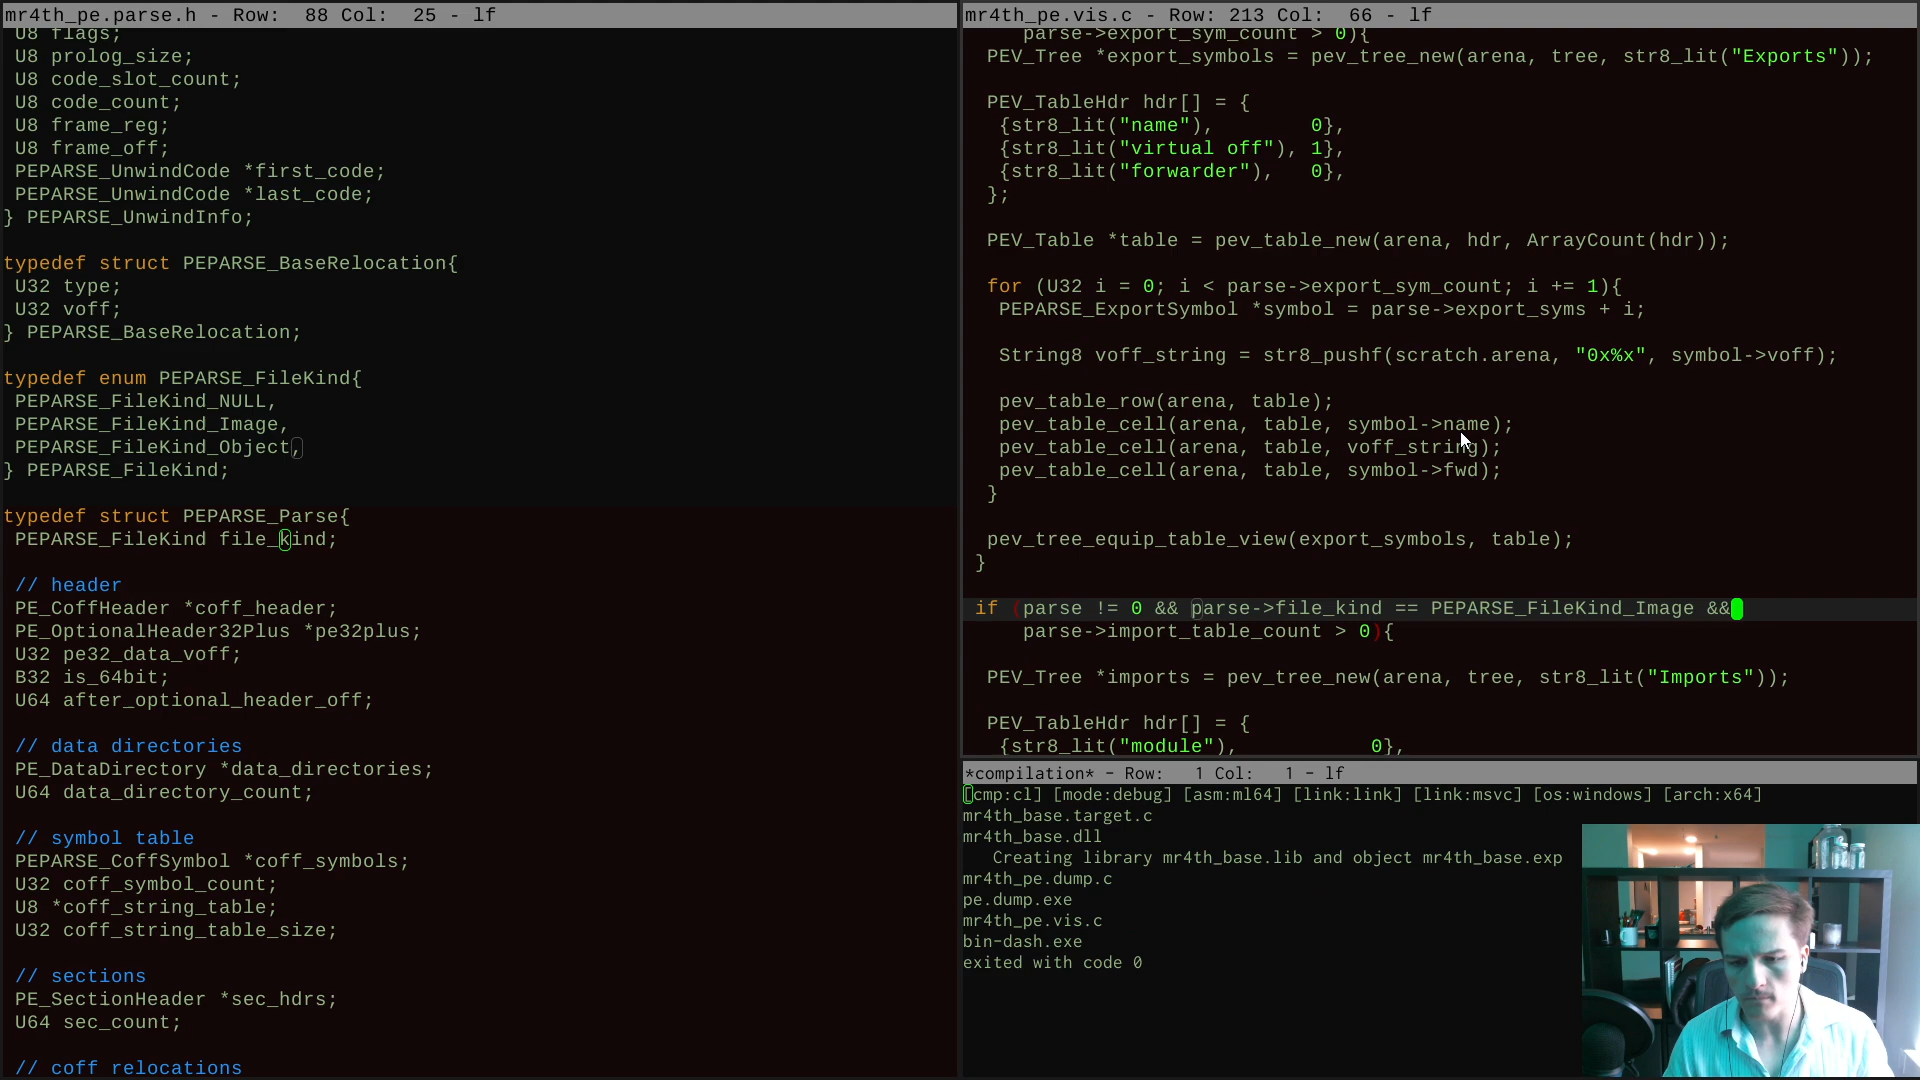 mr4th_pe.parse.h - Row:  88 Col:  25 - lf
U8 flags;
U8 prolog_size;
U8 code_slot_count;
U8 code_count;
U8 frame_reg;
U8 frame_off;
PEPARSE_UnwindCode *first_code;
PEPARSE_UnwindCode *last_code;
} PEPARSE_UnwindInfo;
typedef struct PEPARSE_BaseRelocation{
U32 type;
U32 voff;
} PEPARSE_BaseRelocation;
typedef enum PEPARSE_FileKind{
PEPARSE_FileKind_NULL,
PEPARSE_FileKind_Image,
PEPARSE_FileKind_Object,
} PEPARSE_FileKind;
typedef struct PEPARSE_Parse{
PEPARSE_FileKind file_kind;
// header
PE_CoffHeader *coff_header;
PE_OptionalHeader32Plus *pe32plus;
U32 pe32_data_voff;
B32 is_64bit;
U64 after_optional_header_off;
// data directories
PE_DataDirectory *data_directories;
U64 data_directory_count;
// symbol table
PEPARSE_CoffSymbol *coff_symbols;
U32 coff_symbol_count;
U8 *coff_string_table;
U32 coff_string_table_size;
// sections
PE_SectionHeader *sec_hdrs;
U64 sec_count;
// coff relocations
mr4th_pe.vis.c - Row: 213 Col:  66 - lf
parse->export_sym_count > 0){
PEV_Tree *export_symbols = pev_tree_new(arena, tree, str8_lit("Exports"));
PEV_TableHdr hdr[] = {
{str8_lit("name"),        0},
{str8_lit("virtual off"), 1},
{str8_lit("forwarder"),   0},
};
PEV_Table *table = pev_table_new(arena, hdr, ArrayCount(hdr));
for (U32 i = 0; i < parse->export_sym_count; i += 1){
PEPARSE_ExportSymbol *symbol = parse->export_syms + i;
String8 voff_string = str8_pushf(scratch.arena, "0x%x", symbol->voff);
pev_table_row(arena, table);
pev_table_cell(arena, table, symbol->name);
pev_table_cell(arena, table, voff_string);
pev_table_cell(arena, table, symbol->fwd);
}
pev_tree_equip_table_view(export_symbols, table);
}
if (parse != 0 && parse->file_kind == PEPARSE_FileKind_Image &&
parse->import_table_count > 0){
PEV_Tree *imports = pev_tree_new(arena, tree, str8_lit("Imports"));
PEV_TableHdr hdr[] = {
{str8_lit("module"),           0},
*compilation* - Row:   1 Col:   1 - lf
[cmp:cl] [mode:debug] [asm:ml64] [link:link] [link:msvc] [os:windows] [arch:x64]
mr4th_base.target.c
mr4th_base.dll
Creating library mr4th_base.lib and object mr4th_base.exp
mr4th_pe.dump.c
pe.dump.exe
mr4th_pe.vis.c
bin-dash.exe
exited with code 0